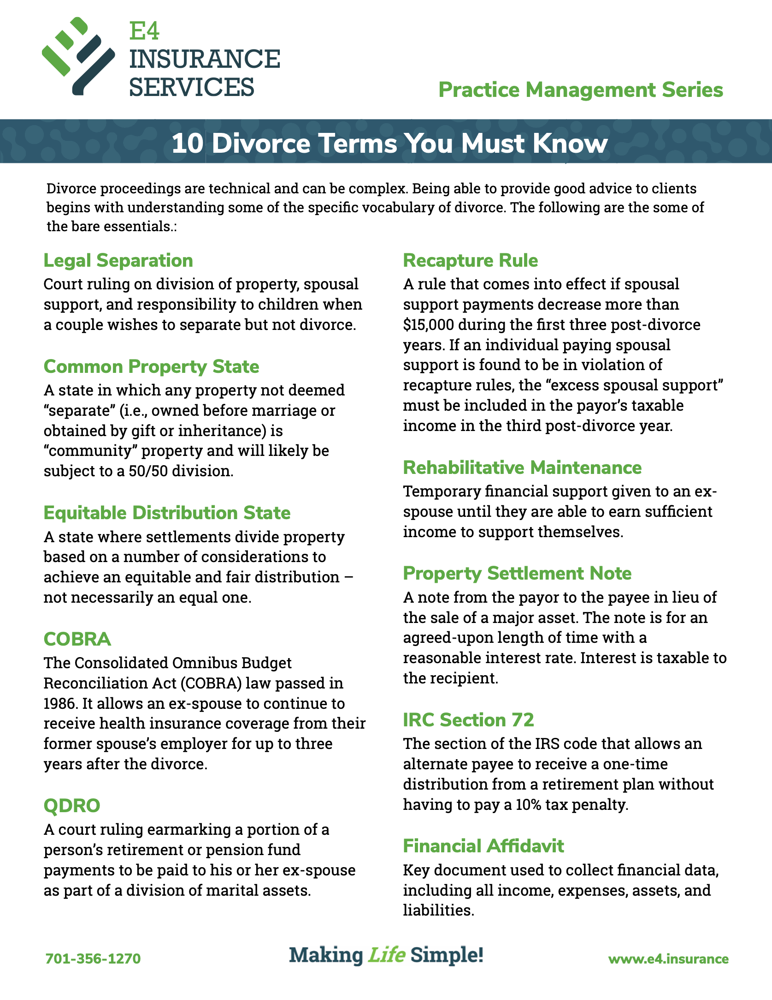 E4
INSURANCE
SERVICES
Practice Management Series
10 Divorce Terms You Must Know
Divorce proceedings are technical and can be complex. Being able to provide good advice to clients
begins with understanding some of the specific vocabulary of divorce. The following are the some of
the bare essentials.:
Legal Separation
Court ruling on division of property, spousal
support, and responsibility to children when
a couple wishes to separate but not divorce.
Common Property State
A state in which any property not deemed
“separate” (i.e., owned before marriage or
obtained by gift or inheritance) is
“community” property and will likely be
subject to a 50/50 division.
Equitable Distribution State
A state where settlements divide property
based on a number of considerations to
achieve an equitable and fair distribution –
not necessarily an equal one.
COBRA
The Consolidated Omnibus Budget
Reconciliation Act (COBRA) law passed in
1986. It allows an ex-spouse to continue to
receive health insurance coverage from their
former spouse’s employer for up to three
years after the divorce.
QDRO
A court ruling earmarking a portion of a
person’s retirement or pension fund
payments to be paid to his or her ex-spouse
as part of a division of marital assets.
Recapture Rule
A rule that comes into effect if spousal
support payments decrease more than
$15,000 during the first three post-divorce
years. If an individual paying spousal
support is found to be in violation of
recapture rules, the “excess spousal support”
must be included in the payor’s taxable
income in the third post-divorce year.
Rehabilitative Maintenance
Temporary financial support given to an ex-
spouse until they are able to earn sufficient
income to support themselves.
Property Settlement Note
A note from the payor to the payee in lieu of
the sale of a major asset. The note is for an
agreed-upon length of time with a
reasonable interest rate. Interest is taxable to
the recipient.
IRC Section 72
The section of the IRS code that allows an
alternate payee to receive a one-time
distribution from a retirement plan without
having to pay a 10% tax penalty.
Financial Affidavit
Key document used to collect financial data,
including all income, expenses, assets, and
liabilities.
701-356-1270
Making Life Simple!
www.e4.insurance